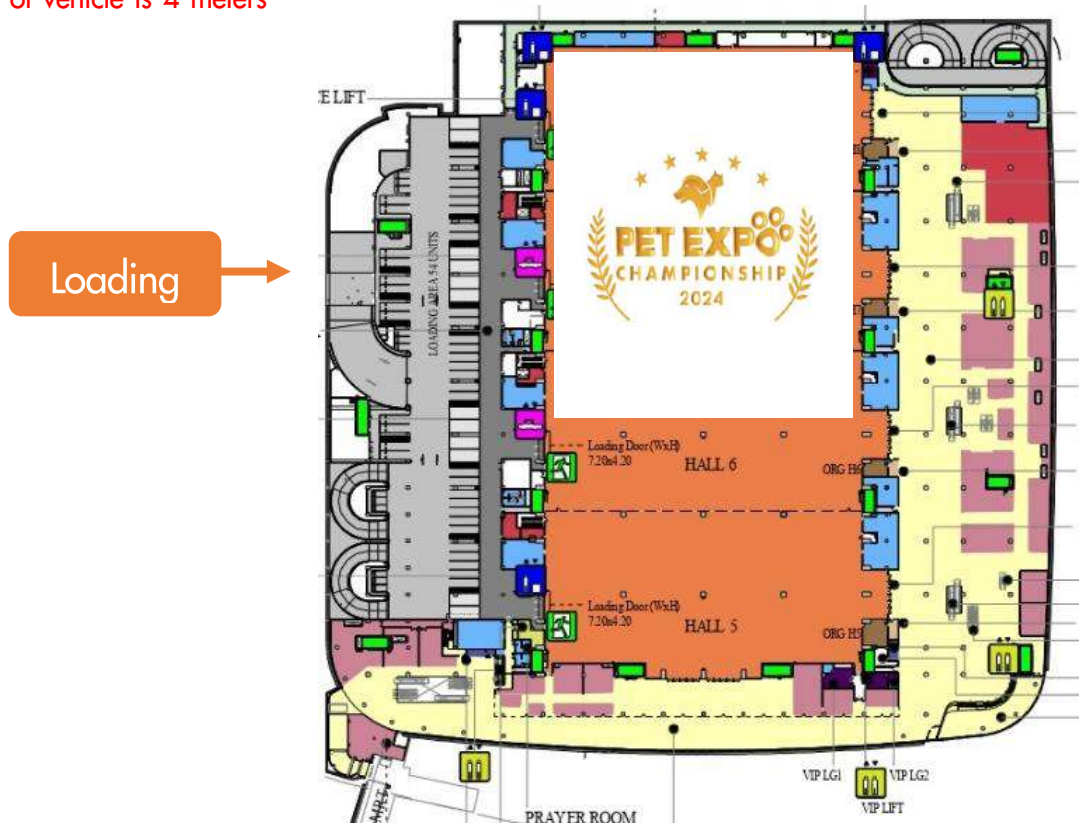 of vehicle is 4 meters
CE LIFT
Loading
LOADING AREA 54 UNITS
PET EXPO
CHAMPIONSHIP
2024
Loading Door (WxH)
7.20x4.20
HALL 6
ORG H6
Loading Door (WxH)
7.20x4.20
HALL 5
ORG H5
VIP LG1
VIP LG2
VIP LIFT
MRT
PRAYER ROOM